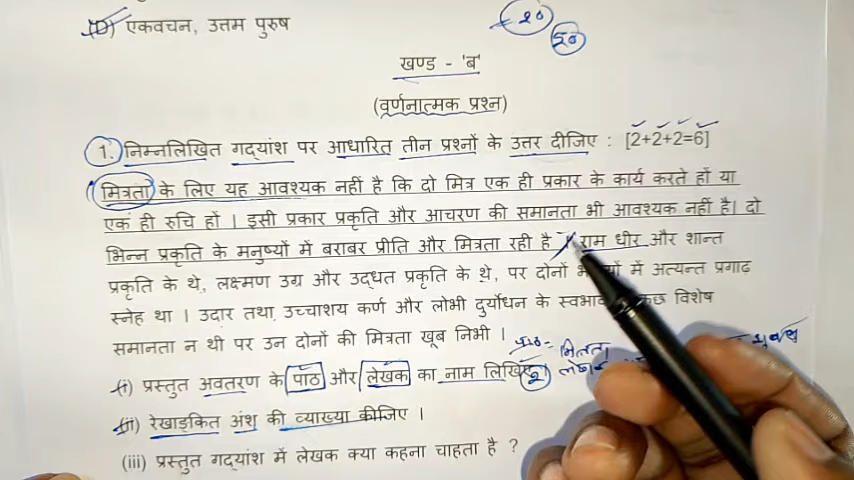 (D) एकवचन, उत्तम पुरुष
२०
५०
खण्ड - 'ब'
(वर्णनात्मक प्रश्न)
1. निम्नलिखित गद्यांश पर आधारित तीन प्रश्नों के उत्तर दीजिए : [2+2+2=6]
मित्रता के लिए यह आवश्यक नहीं है कि दो मित्र एक ही प्रकार के कार्य करते हों या
एक ही रुचि हों । इसी प्रकार प्रकृति और आचरण की समानता भी आवश्यक नहीं है। दो
भिन्न प्रकृति के मनुष्यों में बराबर प्रीति और मित्रता रही है राम धीर और शान्त
प्रकृति के थे, लक्ष्मण उग्र और उद्धत प्रकृति के थे, पर दोनों में अत्यन्त प्रगाढ़
स्नेह था । उदार तथा उच्चाशय कर्ण और लोभी दुर्योधन के विशेष
समानता न थी पर उन दोनों की मित्रता खूब निभी ।
पाठ- मित्रता
(i) प्रस्तुत अवतरण के पाठ और लेखक का नाम लिखिए 2
(ii) रेखाङ्कित अंश की व्याख्या कीजिए ।
(iii) प्रस्तुत गद्यांश में लेखक क्या कहना चाहता है ?